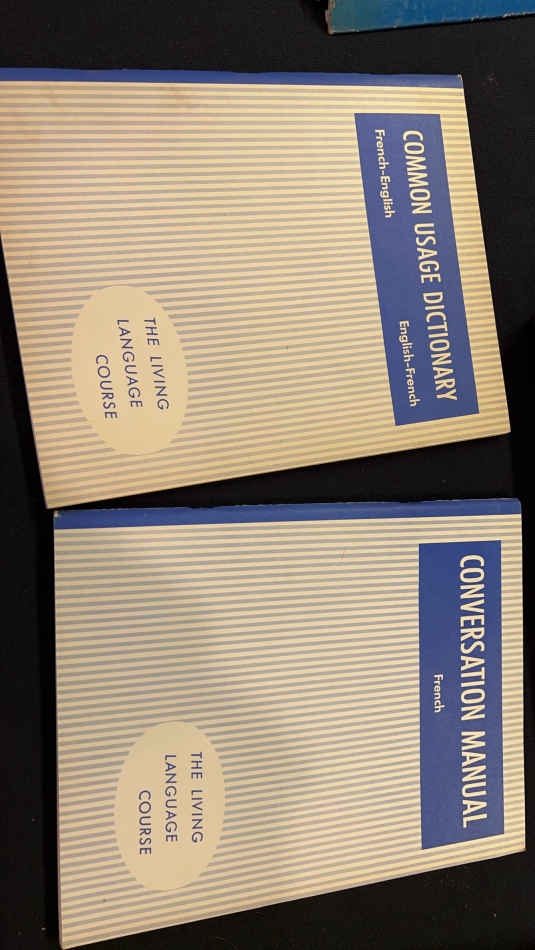 COMMON USAGE DICTIONARY
French-English English-French
THE LIVING
LANGUAGE
COURSE
CONVERSATION MANUAL
French
THE LIVING
LANGUAGE
COURSE